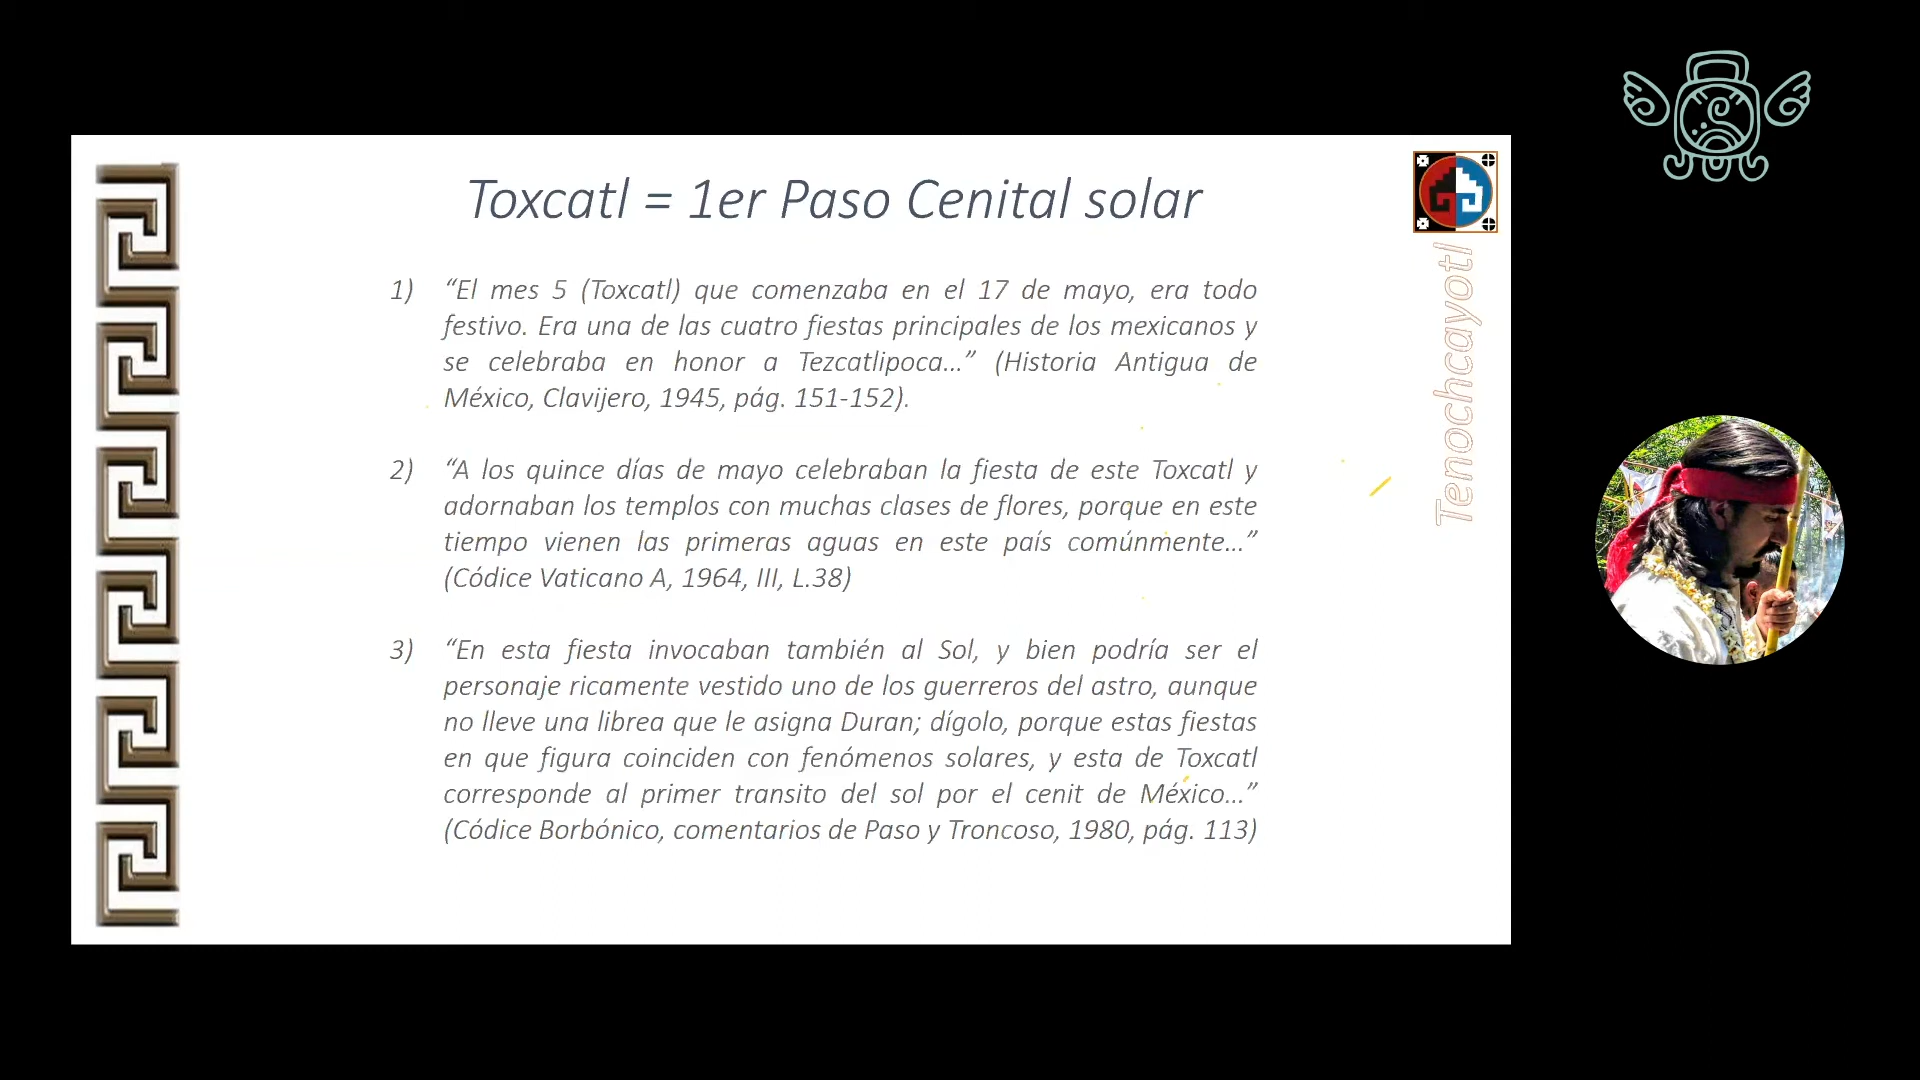 Toxcatl = 1er Paso Cenital solar
1) “El mes 5 (Toxcatl) que comenzaba en el 17 de mayo, era todo
festivo. Era una de las cuatro fiestas principales de los mexicanos y
se celebraba en honor a Tezcatlipoca...” (Historia Antigua de
México, Clavijero, 1945, pág. 151-152).
2) “A los quince días de mayo celebraban la fiesta de este Toxcatl y
adornaban los templos con muchas clases de flores, porque en este
tiempo vienen las primeras aguas en este país comúnmente...”
(Códice Vaticano A, 1964, III, L.38)
3) “En esta fiesta invocaban también al Sol, y bien podría ser el
personaje ricamente vestido uno de los guerreros del astro, aunque
no lleve una librea que le asigna Duran; dígolo, porque estas fiestas
en que figura coinciden con fenómenos solares, y esta de Toxcatl
corresponde al primer transito del sol por el cenit de México...”
(Códice Borbónico, comentarios de Paso y Troncoso, 1980, pág. 113)
Tenochcayotl